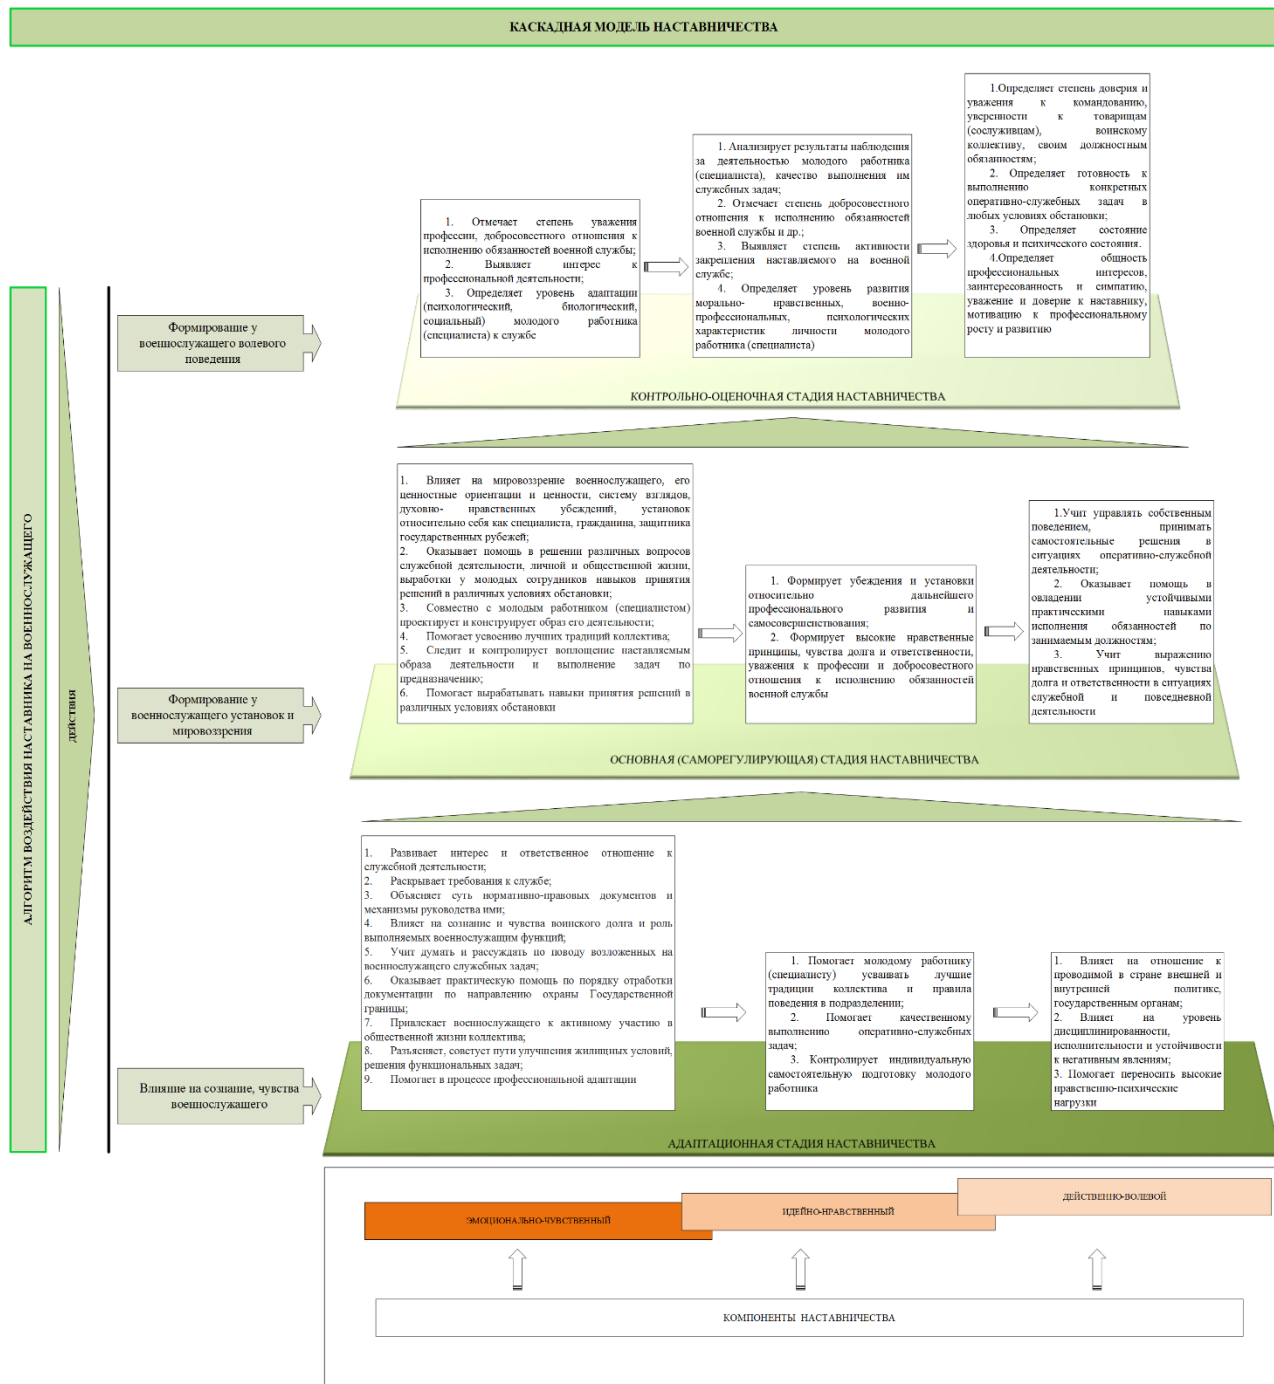 КАСКАДНАЯ МОДЕЛЬ НАСТАВНИЧЕСТВА
АЛГОРИТМ ВОЗДЕЙСТВИЯ НАСТАВНИКА НА ВОЕННОСЛУЖАЩЕГО
ДЕЙСТВИЯ
Формирование у
военнослужащего волевого
поведения
1. Отмечает степень уважения
профессии, добросовестного отношения к
исполнению обязанностей военной службы;
2. Выявляет интерес к
профессиональной деятельности;
3. Определяет уровень адаптации
(психологический, биологический,
социальный) молодого работника
(специалиста) к службе
1. Анализирует результаты наблюдения
за деятельностью молодого работника
(специалиста), качество выполнения им
служебных задач;
2. Отмечает степень добросовестного
отношения к исполнению обязанностей
военной службы и др.;
3. Выявляет степень активности
закрепления наставляемого на военной
службе;
4. Определяет уровень развития
морально-нравственных, военно-
профессиональных, психологических
характеристик личности молодого
работника (специалиста)
1.Определяет степень доверия и
уважения к командованию,
уверенности к товарищам
(сослуживцам), воинскому
коллективу, своим должностным
обязанностям;
2. Определяет готовность к
выполнению конкретных
оперативно-служебных задач в
любых условиях обстановки;
3. Определяет состояние
здоровья и психического состояния.
4.Определяет общность
профессиональных интересов,
заинтересованность и симпатию,
уважение и доверие к наставнику,
мотивацию к профессиональному
росту и развитию
КОНТРОЛЬНО-ОЦЕНОЧНАЯ СТАДИЯ НАСТАВНИЧЕСТВА
Формирование у
военнослужащего установок и
мировоззрения
1. Влияет на мировоззрение военнослужащего, его
ценностные ориентации и ценности, систему взглядов,
духовно- нравственных убеждений, установок
относительно себя как специалиста, гражданина, защитника
государственных рубежей;
2. Оказывает помощь в решении различных вопросов
служебной деятельности, личной и общественной жизни,
выработки у молодых сотрудников навыков принятия
решений в различных условиях обстановки;
3. Совместно с молодым работником (специалистом)
проектирует и конструирует образ его деятельности;
4. Помогает усвоению лучших традиций коллектива;
5. Следит и контролирует воплощение наставляемым
образа деятельности и выполнение задач по
предназначению;
6. Помогает вырабатывать навыки принятия решений в
различных условиях обстановки
1. Формирует убеждения и установки
относительно дальнейшего
профессионального развития и
самосовершенствования;
2. Формирует высокие нравственные
принципы, чувства долга и ответственности,
уважения к профессии и добросовестного
отношения к исполнению обязанностей
военной службы
1.Учит управлять собственным
поведением, принимать
самостоятельные решения в
ситуациях оперативно-служебной
деятельности;
2. Оказывает помощь в
овладении устойчивыми
практическими навыками
исполнения обязанностей по
занимаемым должностям;
3. Учит выражению
нравственных принципов, чувства
долга и ответственности в ситуациях
служебной и повседневной
деятельности
ОСНОВНАЯ (САМОРЕГУЛИРУЮЩАЯ) СТАДИЯ НАСТАВНИЧЕСТВА
Влияние на сознание, чувства
военнослужащего
1. Развивает интерес и ответственное отношение к
служебной деятельности;
2. Раскрывает требования к службе;
3. Объясняет суть нормативно-правовых документов и
механизмы руководства ими;
4. Влияет на сознание и чувства воинского долга и роль
выполняемых военнослужащим функций;
5. Учит думать и рассуждать по поводу возложенных на
военнослужащего служебных задач;
6. Оказывает практическую помощь по порядку отработки
документации по направлению охраны Государственной
границы;
7. Привлекает военнослужащего к активному участию в
общественной жизни коллектива;
8. Разъясняет, советует пути улучшения жилищных условий,
решения функциональных задач;
9. Помогает в процессе профессиональной адаптации
1. Помогает молодому работнику
(специалисту) усваивать лучшие
традиции коллектива и правила
поведения в подразделении;
2. Помогает качественному
выполнению оперативно-служебных
задач;
3. Контролирует индивидуальную
самостоятельную подготовку молодого
работника
1. Влияет на отношение к
проводимой в стране внешней и
внутренней политике,
государственным органам;
2. Влияет на уровень
дисциплинированности,
исполнительности и устойчивости
к негативным явлениям;
3. Помогает переносить высокие
нравственно-психические
нагрузки
АДАПТАЦИОННАЯ СТАДИЯ НАСТАВНИЧЕСТВА
ЭМОЦИОНАЛЬНО-ЧУВСТВЕННЫЙ
ИДЕЙНО-НРАВСТВЕННЫЙ
ДЕЙСТВЕННО-ВОЛЕВОЙ
КОМПОНЕНТЫ НАСТАВНИЧЕСТВА